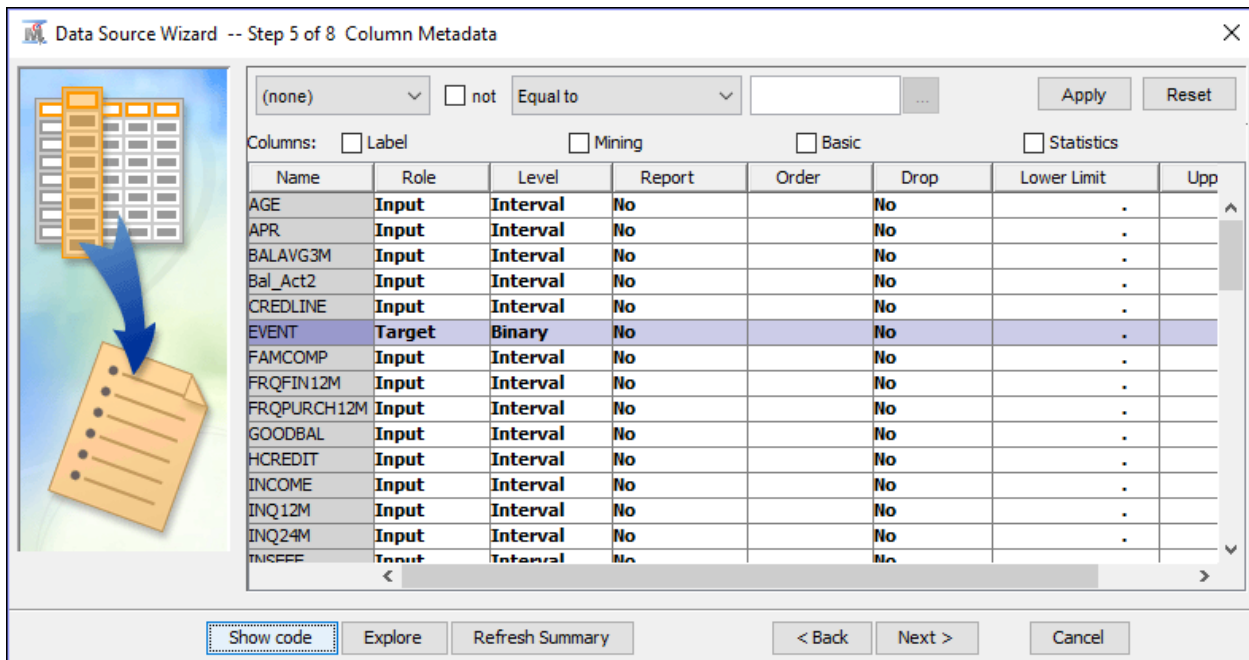 Data Source Wizard -- Step 5 of 8 Column Metadata
(none) not Equal to ... Apply Reset
Columns: Label Mining Basic Statistics
Name Role Level Report Order Drop Lower Limit Upp
AGE Input Interval No No .
APR Input Interval No No .
BALAVG3M Input Interval No No .
Bal_Act2 Input Interval No No .
CREDLINE Input Interval No No .
EVENT Target Binary No No .
FAMCOMP Input Interval No No .
FRQFIN12M Input Interval No No .
FRQPURCH12M Input Interval No No .
GOODBAL Input Interval No No .
HCREDIT Input Interval No No .
INCOME Input Interval No No .
INQ12M Input Interval No No .
INQ24M Input Interval No No .
Input Interval No No
Show code Explore Refresh Summary < Back Next > Cancel